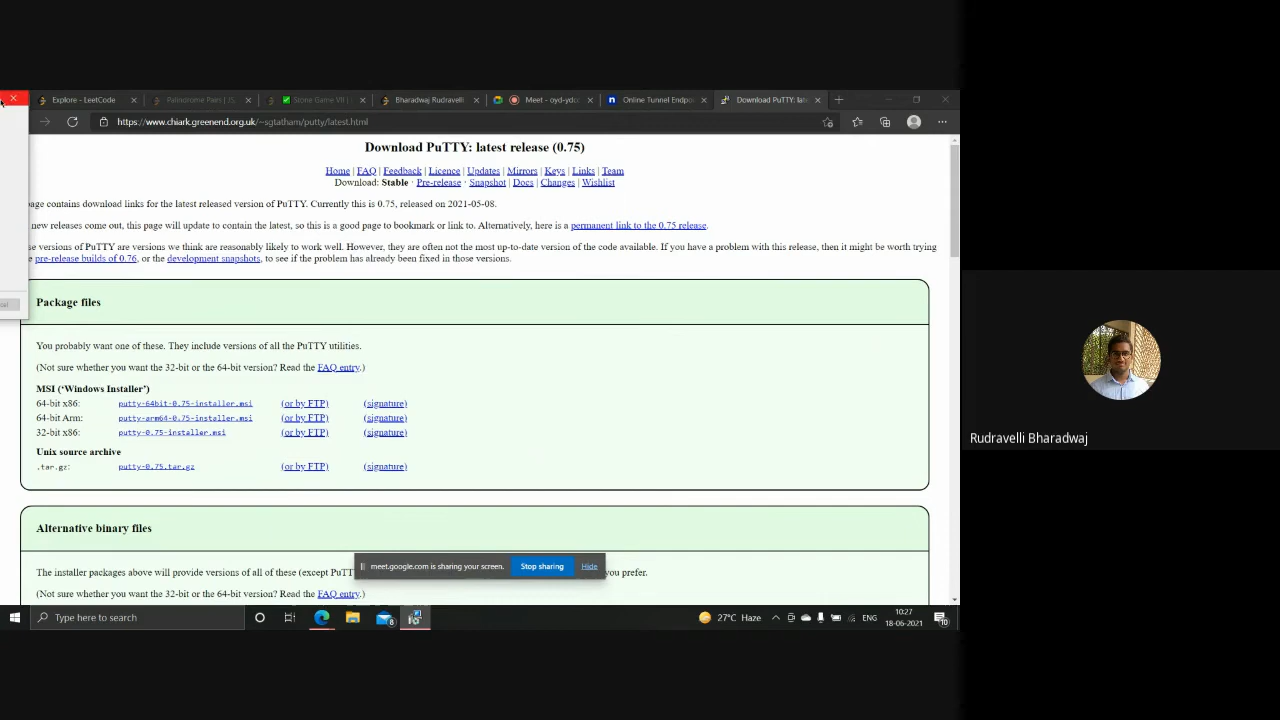 Explore - LeetCode
Palindrome Pairs | (5
Stone Game VII |
Bharadwaj Rudravelli
Meet - oyd-ydc
Online Tunnel Endpo
Download PuTTY: late
https://www.chiark.greenend.org.uk/~sgtatham/putty/latest.html
Download PuTTY: latest release (0.75)
Home | FAQ | Feedback | Licence | Updates | Mirrors | Keys | Links | Team
Download: Stable · Pre-release · Snapshot | Docs | Changes | Wishlist
page contains download links for the latest released version of PuTTY. Currently this is 0.75, released on 2021-05-08.
new releases come out, this page will update to contain the latest, so this is a good page to bookmark or link to. Alternatively, here is a permanent link to the 0.75 release.
se versions of PuTTY are versions we think are reasonably likely to work well. However, they are often not the most up-to-date version of the code available. If you have a problem with this release, then it might be worth trying
pre-release builds of 0.76, or the development snapshots, to see if the problem has already been fixed in those versions.
Package files
You probably want one of these. They include versions of all the PuTTY utilities.
(Not sure whether you want the 32-bit or the 64-bit version? Read the FAQ entry.)
MSI (‘Windows Installer’)
64-bit x86: putty-64bit-0.75-installer.msi (or by FTP) (signature)
64-bit Arm: putty-arm64-0.75-installer.msi (or by FTP) (signature)
32-bit x86: putty-0.75-installer.msi (or by FTP) (signature)
Unix source archive
.tar.gz: putty-0.75.tar.gz (or by FTP) (signature)
Alternative binary files
The installer packages above will provide versions of all of these (except PuTT you prefer.
meet.google.com is sharing your screen. Stop sharing Hide
(Not sure whether you want the 32-bit or the 64-bit version? Read the FAQ entry.)
Type here to search
8
27°C Haze
ENG
10:27
18-06-2021
10
Rudravelli Bharadwaj